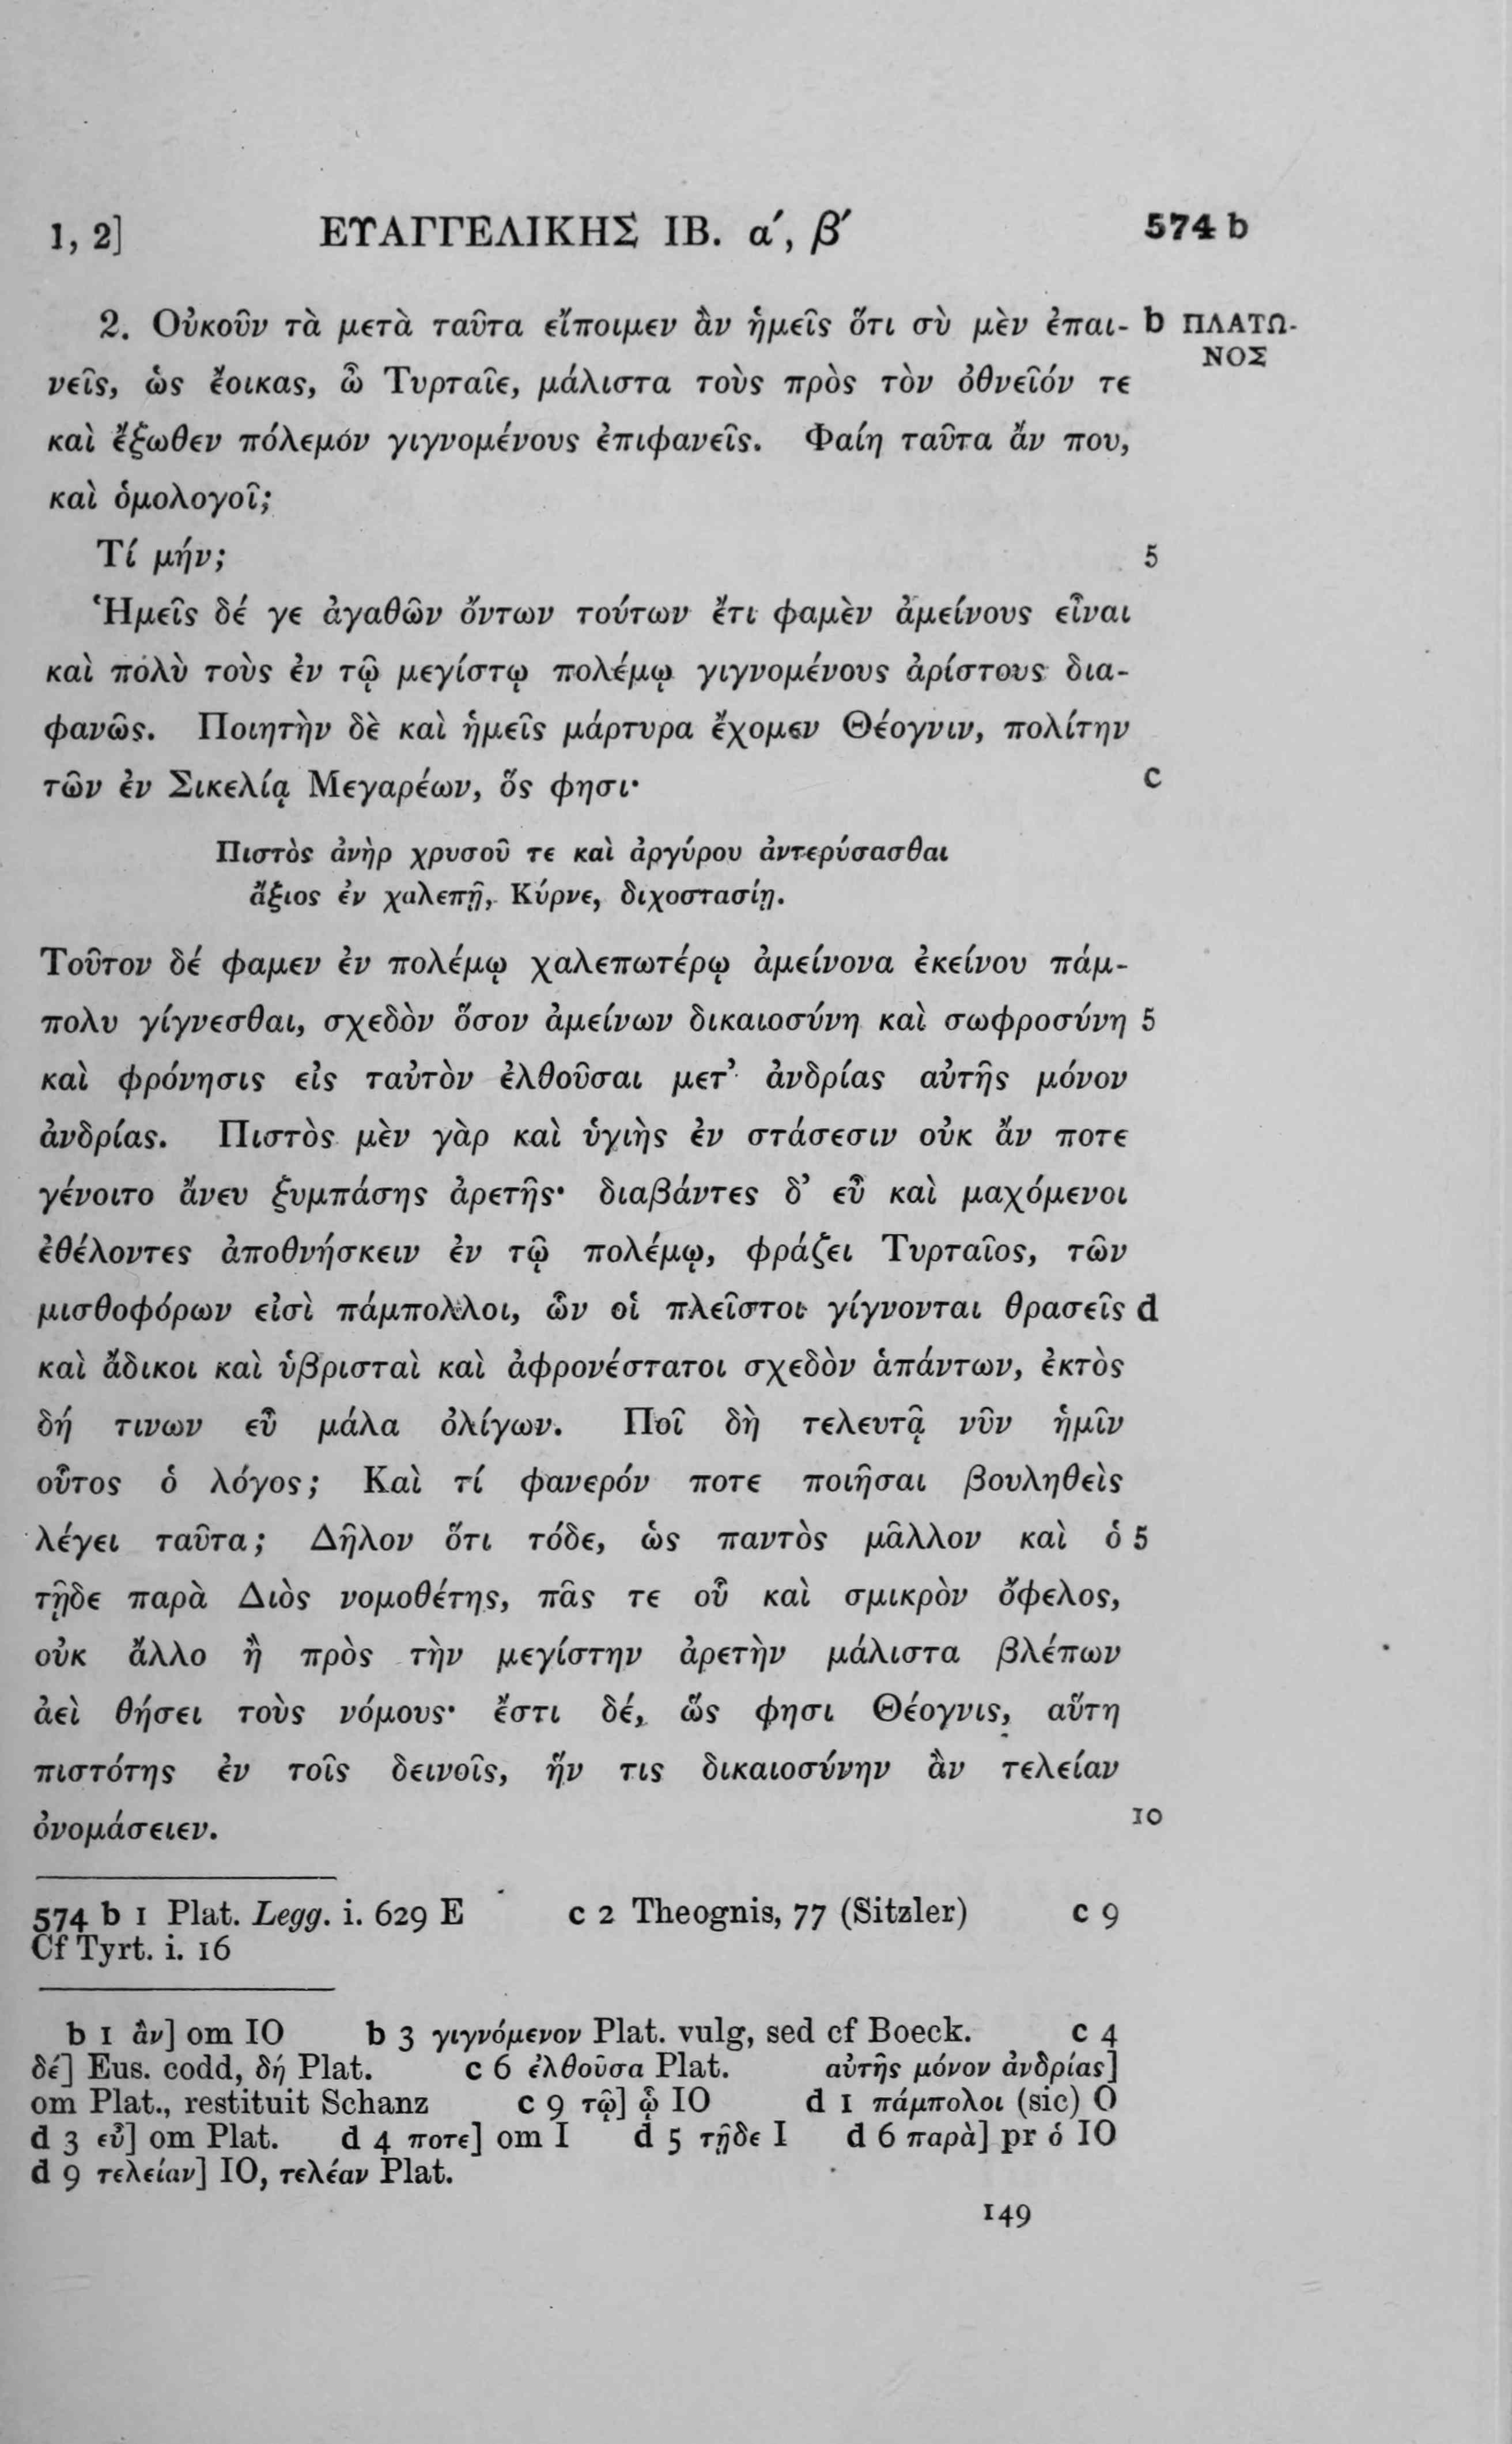 1, 2] ΕΥΑΓΓΕΛΙΚΗΣ ΙΒ. α′, β′ 574 b
2. Οὐκοῦν τὰ μετὰ ταῦτα εἴποιμεν ἂν ἡμεῖς ὅτι σὺ μὲν ἐπαι- b ΠΛΑΤΩ-
ΝΟΣ
νεῖς, ὡς ἔοικας, ὦ Τυρταῖε, μάλιστα τοὺς πρὸς τὸν ὀθνεῖόν τε
καὶ ἔξωθεν πόλεμόν γιγνομένους ἐπιφανεῖς. Φαίη ταῦτα ἄν που,
καὶ ὁμολογοῖ;
Τί μήν; 5
Ἡμεῖς δέ γε ἀγαθῶν ὄντων τούτων ἔτι φαμὲν ἀμείνους εἶναι
καὶ πολὺ τοὺς ἐν τῷ μεγίστῳ πολέμῳ γιγνομένους ἀρίστους δια-
φανῶς. Ποιητὴν δὲ καὶ ἡμεῖς μάρτυρα ἔχομεν Θέογνιν, πολίτην
τῶν ἐν Σικελίᾳ Μεγαρέων, ὅς φησι· c
Πιστὸς ἀνὴρ χρυσοῦ τε καὶ ἀργύρου ἀντερύσασθαι
ἄξιος ἐν χαλεπῇ, Κύρνε, διχοστασίῃ.
Τοῦτον δέ φαμεν ἐν πολέμῳ χαλεπωτέρῳ ἀμείνονα ἐκείνου πάμ-
πολυ γίγνεσθαι, σχεδὸν ὅσον ἀμείνων δικαιοσύνη καὶ σωφροσύνη 5
καὶ φρόνησις εἰς ταὐτὸν ἐλθοῦσαι μετ’ ἀνδρίας αὐτῆς μόνον
ἀνδρίας. Πιστὸς μὲν γὰρ καὶ ὑγιὴς ἐν στάσεσιν οὐκ ἄν ποτε
γένοιτο ἄνευ ξυμπάσης ἀρετῆς· διαβάντες δ’ εὖ καὶ μαχόμενοι
ἐθέλοντες ἀποθνήσκειν ἐν τῷ πολέμῳ, φράζει Τυρταῖος, τῶν
μισθοφόρων εἰσὶ πάμπολλοι, ὧν οἱ πλεῖστοι γίγνονται θρασεῖς d
καὶ ἄδικοι καὶ ὑβρισταὶ καὶ ἀφρονέστατοι σχεδὸν ἁπάντων, ἐκτὸς
δή τινων εὖ μάλα ὀλίγων. Ποῖ δὴ τελευτᾷ νῦν ἡμῖν
οὗτος ὁ λόγος; Καὶ τί φανερόν ποτε ποιῆσαι βουληθεὶς
λέγει ταῦτα; Δῆλον ὅτι τόδε, ὡς παντὸς μᾶλλον καὶ ὁ 5
τῇδε παρὰ Διὸς νομοθέτης, πᾶς τε οὗ καὶ σμικρὸν ὄφελος,
οὐκ ἄλλο ἢ πρὸς τὴν μεγίστην ἀρετὴν μάλιστα βλέπων
ἀεὶ θήσει τοὺς νόμους· ἔστι δέ, ὥς φησι Θέογνις, αὕτη
πιστότης ἐν τοῖς δεινοῖς, ἥν τις δικαιοσύνην ἂν τελείαν
ὀνομάσειεν. 10
574 b 1 Plat. Legg. i. 629 E c 2 Theognis, 77 (Sitzler) c 9
Cf Tyrt. i. 16
b 1 ἂν] om IO b 3 γιγνόμενον Plat. vulg, sed cf Boeck. c 4
δέ] Eus. codd, δή Plat. c 6 ἐλθοῦσα Plat. αὐτῆς μόνον ἀνδρίας]
om Plat., restituit Schanz c 9 τῷ] ᾧ IO d 1 πάμπολοι (sic) O
d 3 εὖ] om Plat. d 4 ποτε] om I d 5 τῇδε I d 6 παρὰ] pr ὁ IO
d 9 τελείαν] IO, τελέαν Plat.
149